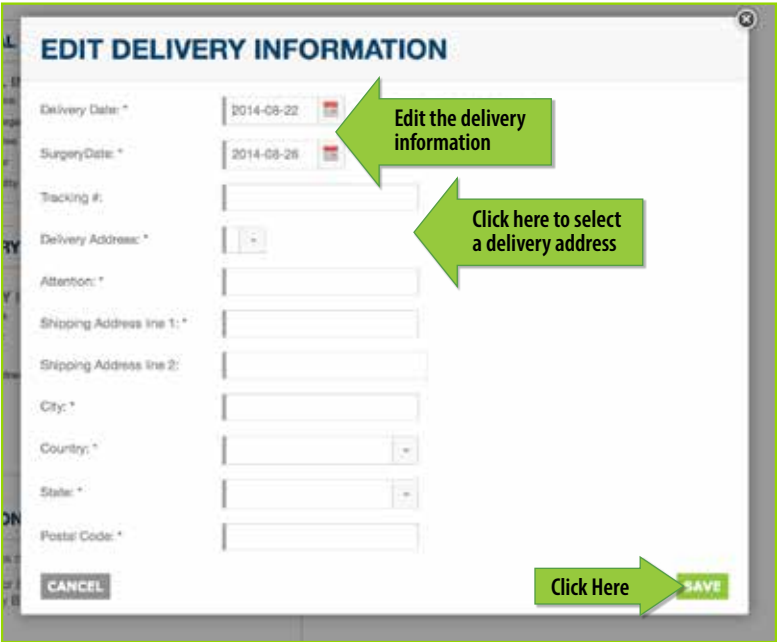 EDIT DELIVERY INFORMATION
Delivery Date: * 2014-08-22
Edit the delivery
information
SurgeryDate: * 2014-08-26
Tracking #:
Click here to select
a delivery address
Delivery Address: *
Attention: *
Shipping Address line 1: *
Shipping Address line 2:
City: *
Country: *
State: *
Postal Code: *
CANCEL
Click Here
SAVE